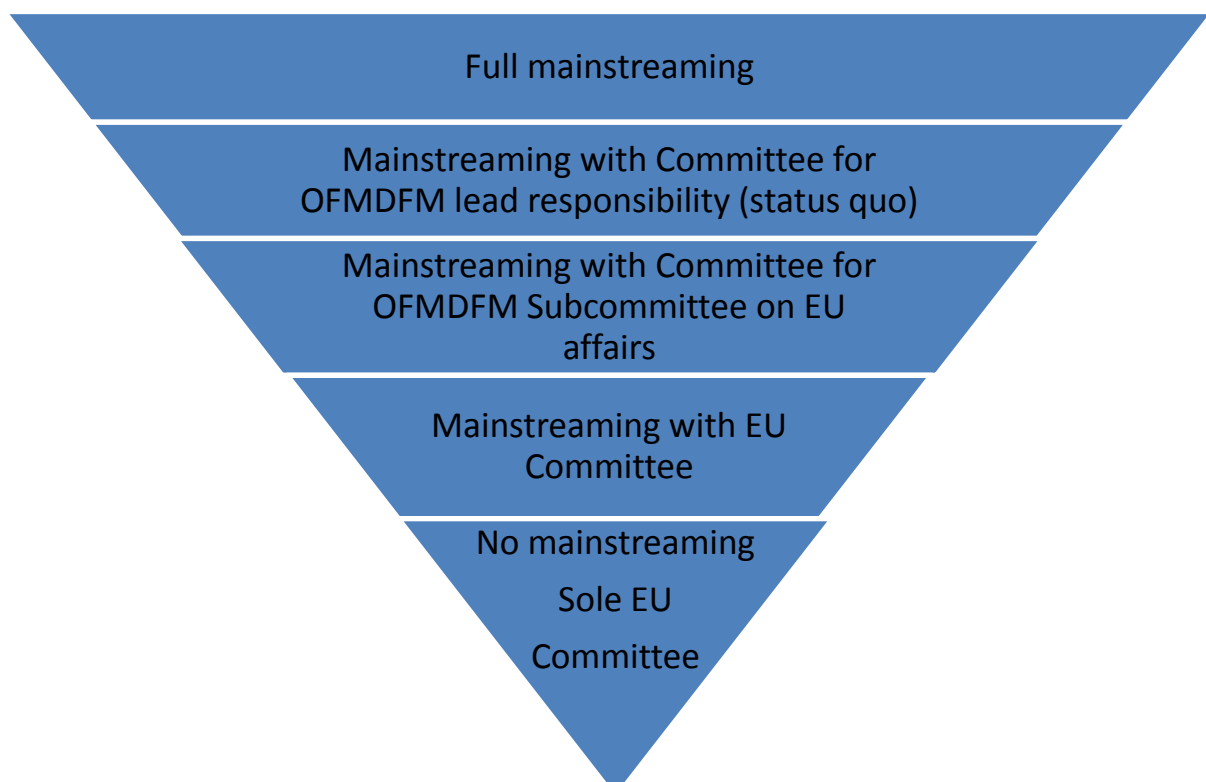 Full mainstreaming
Mainstreaming with Committee for
OFMDFM lead responsibility (status quo)
Mainstreaming with Committee for
OFMDFM Subcommittee on EU
affairs
Mainstreaming with EU
Committee
No mainstreaming
Sole EU
Committee